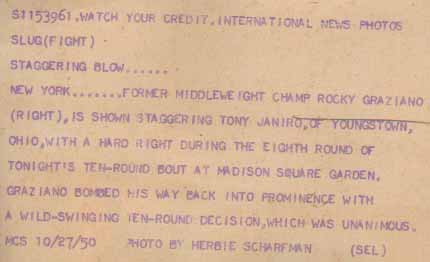 S1153961.WATCH YOUR CREDIT.INTERNATIONAL NEWS PHOTOS
SLUG(FIGHT)
STAGGERING BLOW......
NEW YORK.......FORMER MIDDLEWEIGHT CHAMP ROCKY GRAZIANO
(RIGHT),IS SHOWN STAGGERING TONY JANIRO,OF YOUNGSTOWN,
OHIO,WITH A HARD RIGHT DURING THE EIGHTH ROUND OF
TONIGHT'S TEN-ROUND BOUT AT MADISON SQUARE GARDEN.
GRAZIANO BOMBED HIS WAY BACK INTO PROMINENCE WITH
A WILD-SWINGING TEN-ROUND DECISION,WHICH WAS UNANIMOUS.
MCS 10/27/50 PHOTO BY HERBIE SCHARFMAN (SEL)